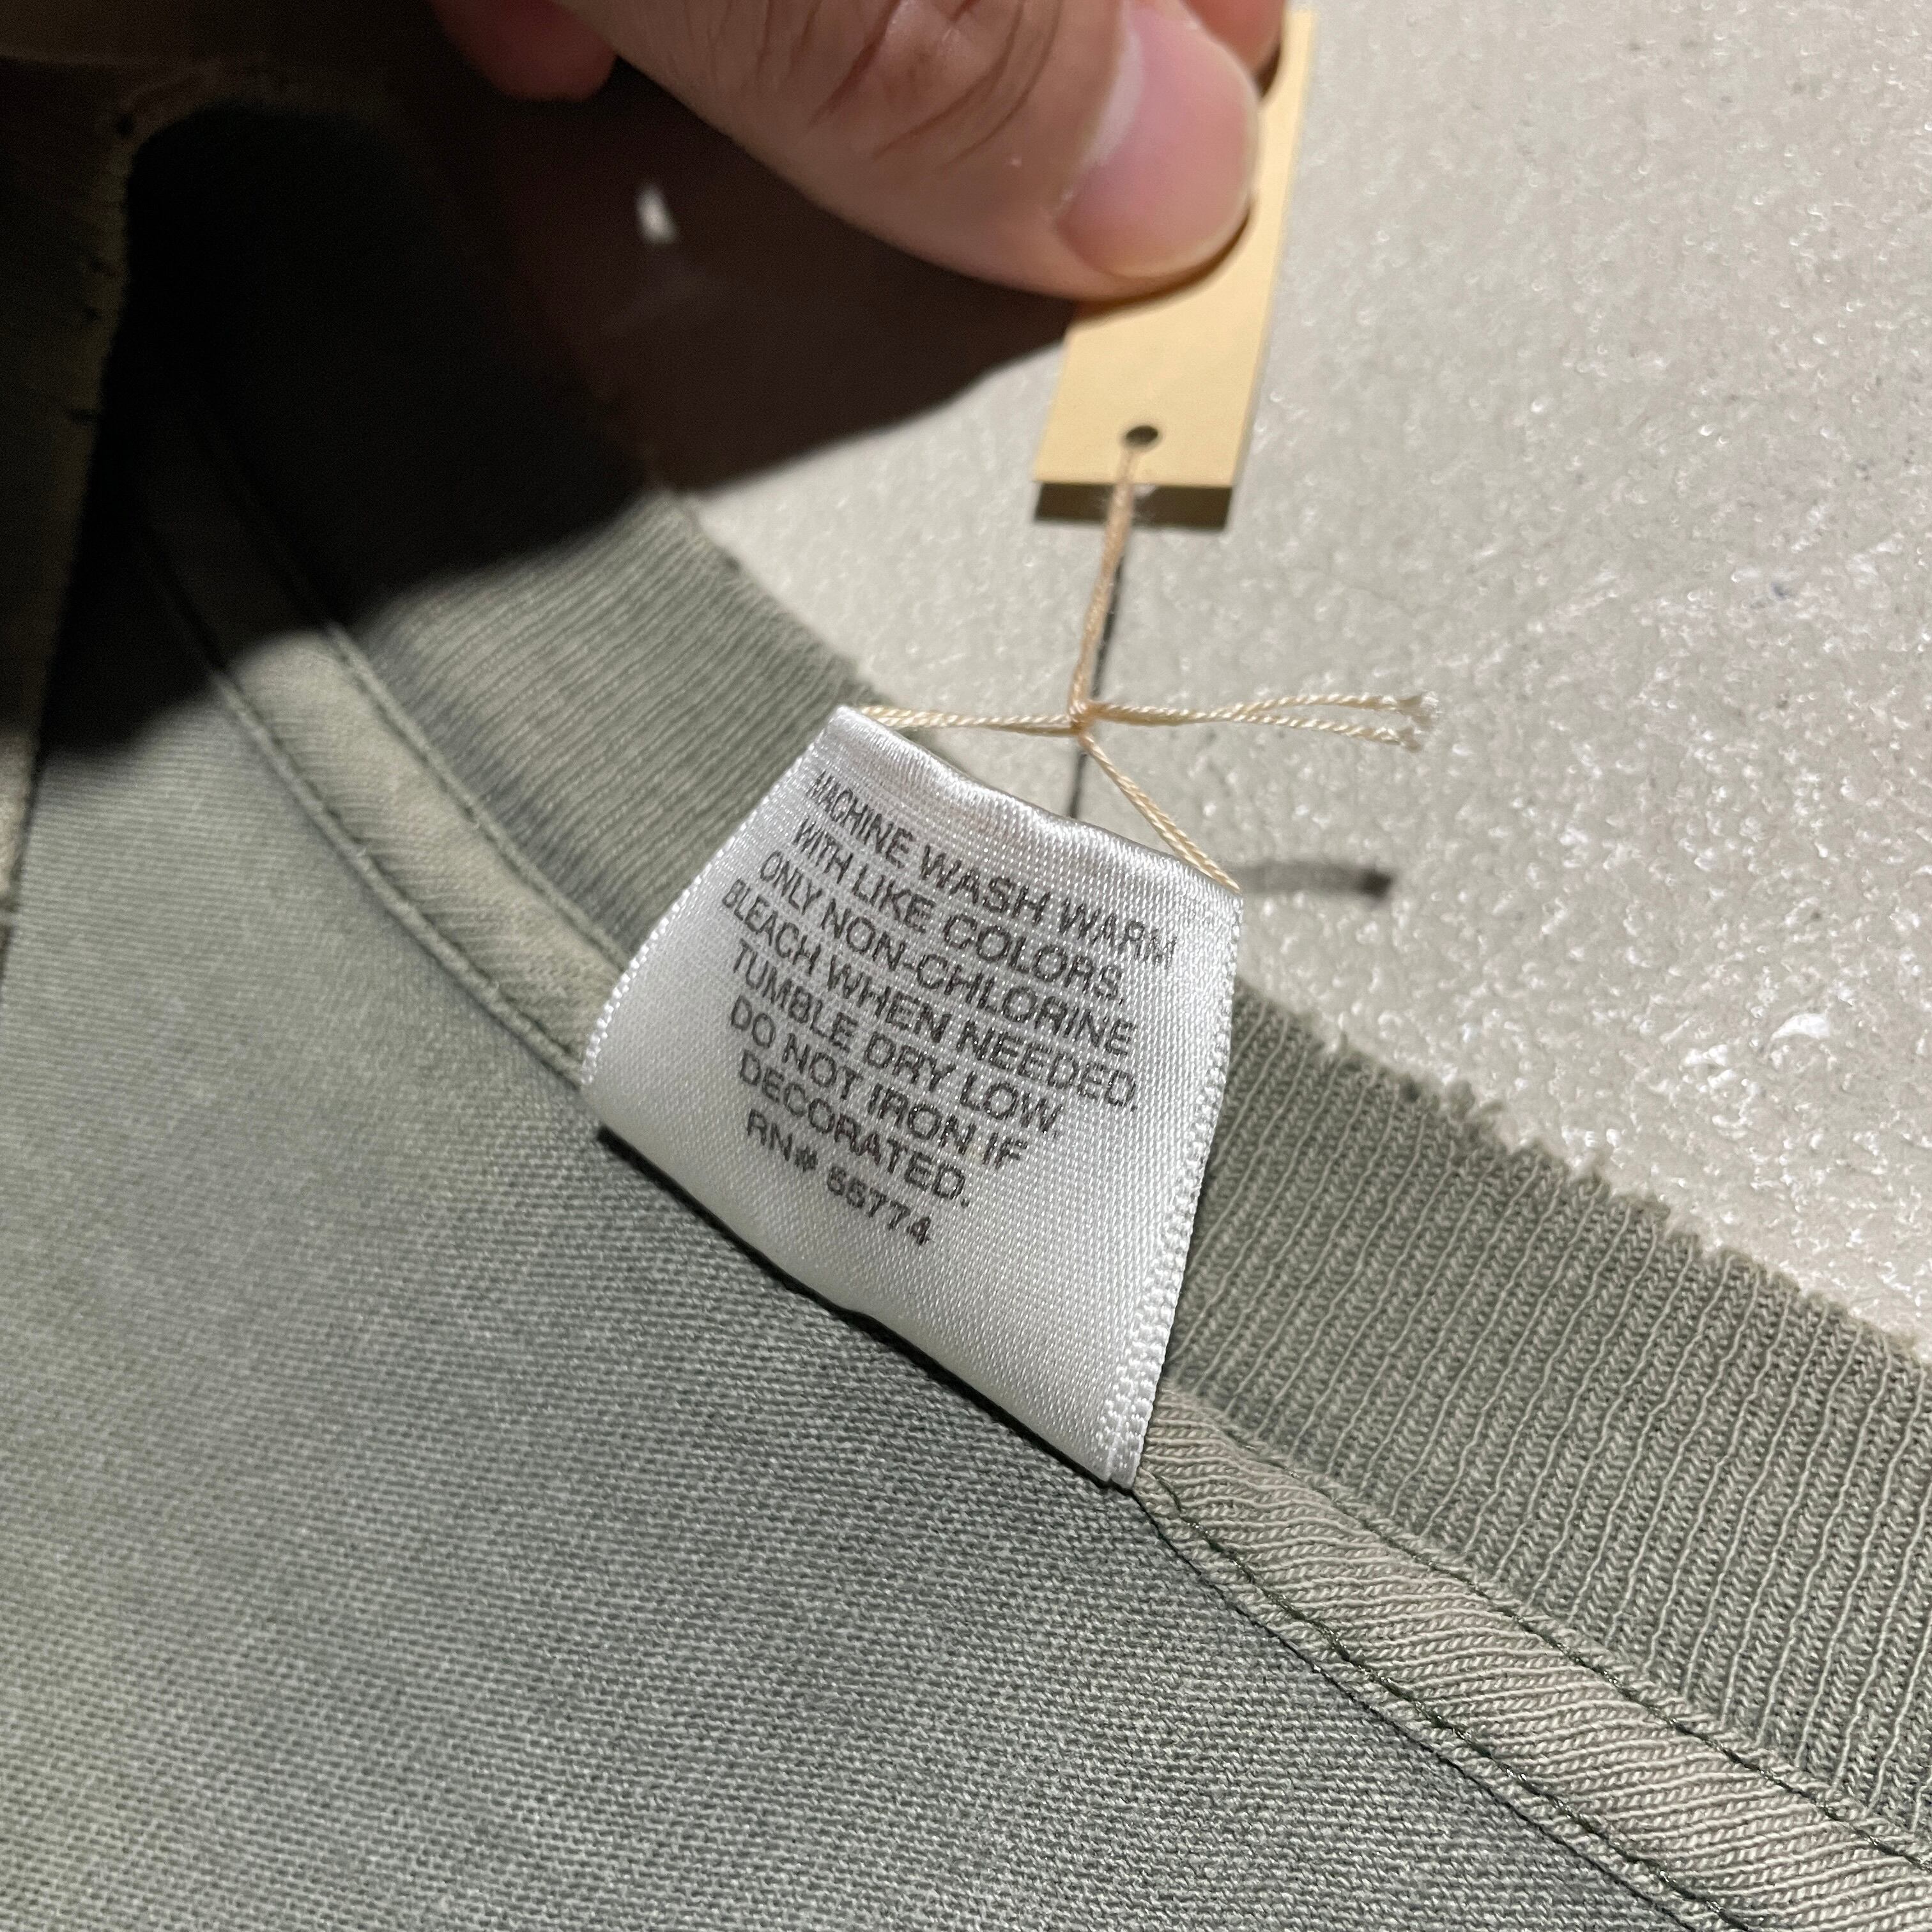 MACHINE WASH WARM
WITH LIKE COLORS.
ONLY NON-CHLORINE
BLEACH WHEN NEEDED.
TUMBLE DRY LOW.
DO NOT IRON IF
DECORATED.
RN#